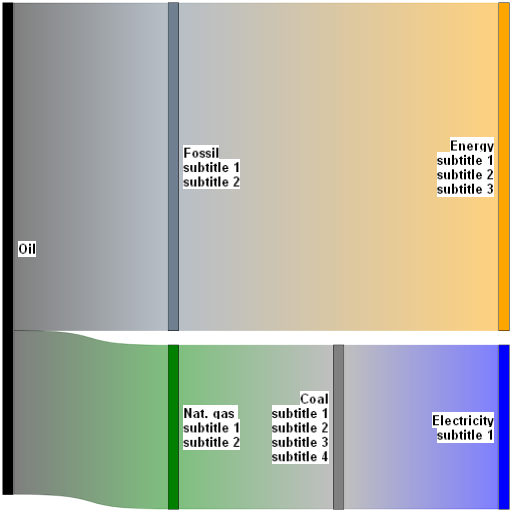 Fossil
subtitle 1
subtitle 2
Energy
subtitle 1
subtitle 2
subtitle 3
Oil
Nat. gas
subtitle 1
subtitle 2
Coal
subtitle 1
subtitle 2
subtitle 3
subtitle 4
Electricity
subtitle 1